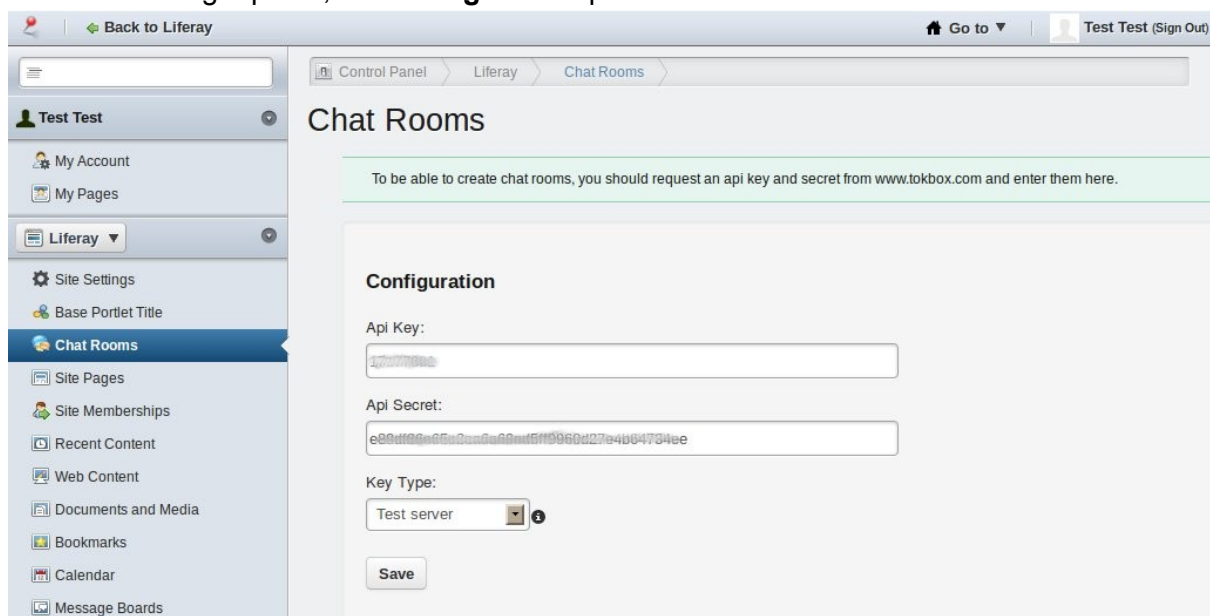 Back to Liferay
Go to ▼
Test Test (Sign Out)
Control Panel
Liferay
Chat Rooms
Test Test
Chat Rooms
My Account
My Pages
To be able to create chat rooms, you should request an api key and secret from www.tokbox.com and enter them here.
Liferay ▼
Site Settings
Configuration
Base Portlet Title
Api Key:
Chat Rooms
Site Pages
Api Secret:
Site Memberships
Recent Content
Web Content
Key Type:
Documents and Media
Test server
Bookmarks
Calendar
Save
Message Boards